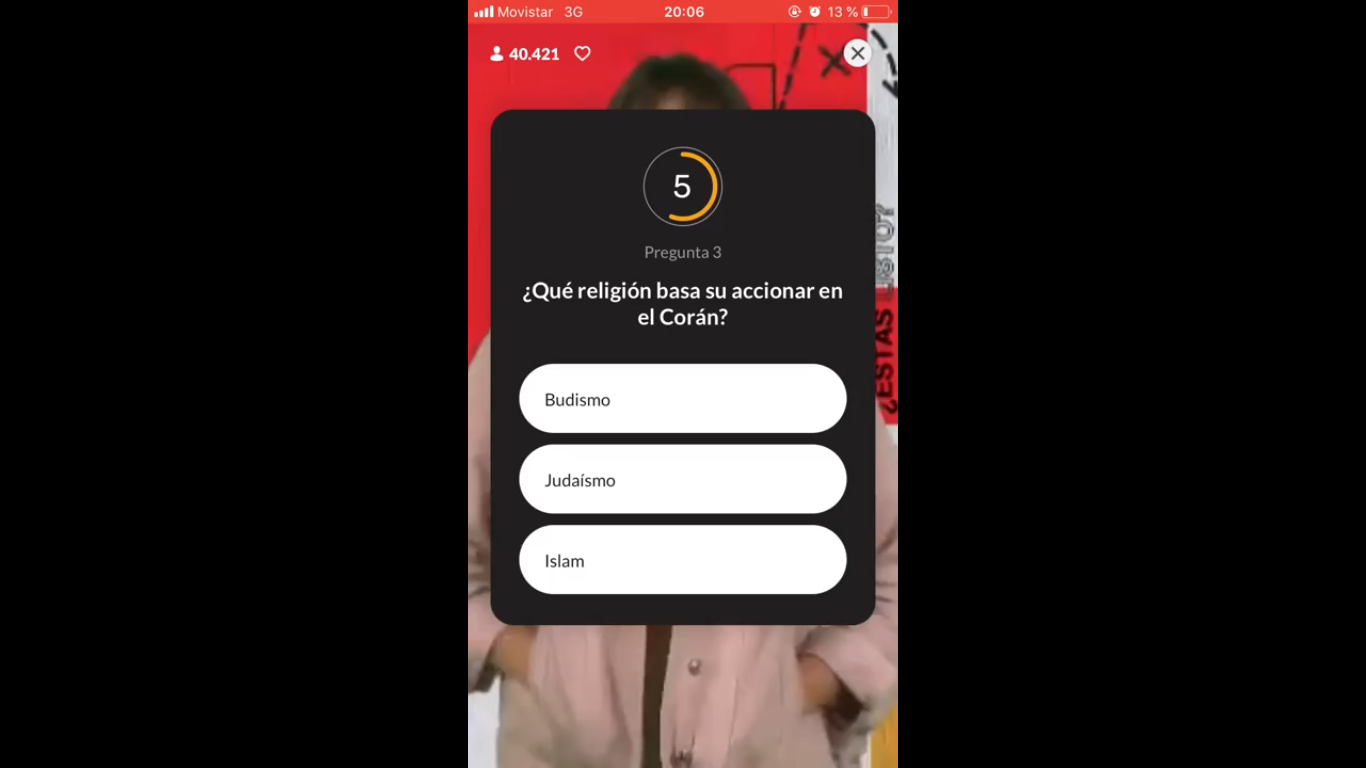 Movistar 3G 20:06 13 %
40.421
5
Pregunta 3
¿Qué religión basa su accionar en
el Corán?
Budismo
Judaísmo
Islam
¿ESTÁS LISTO?